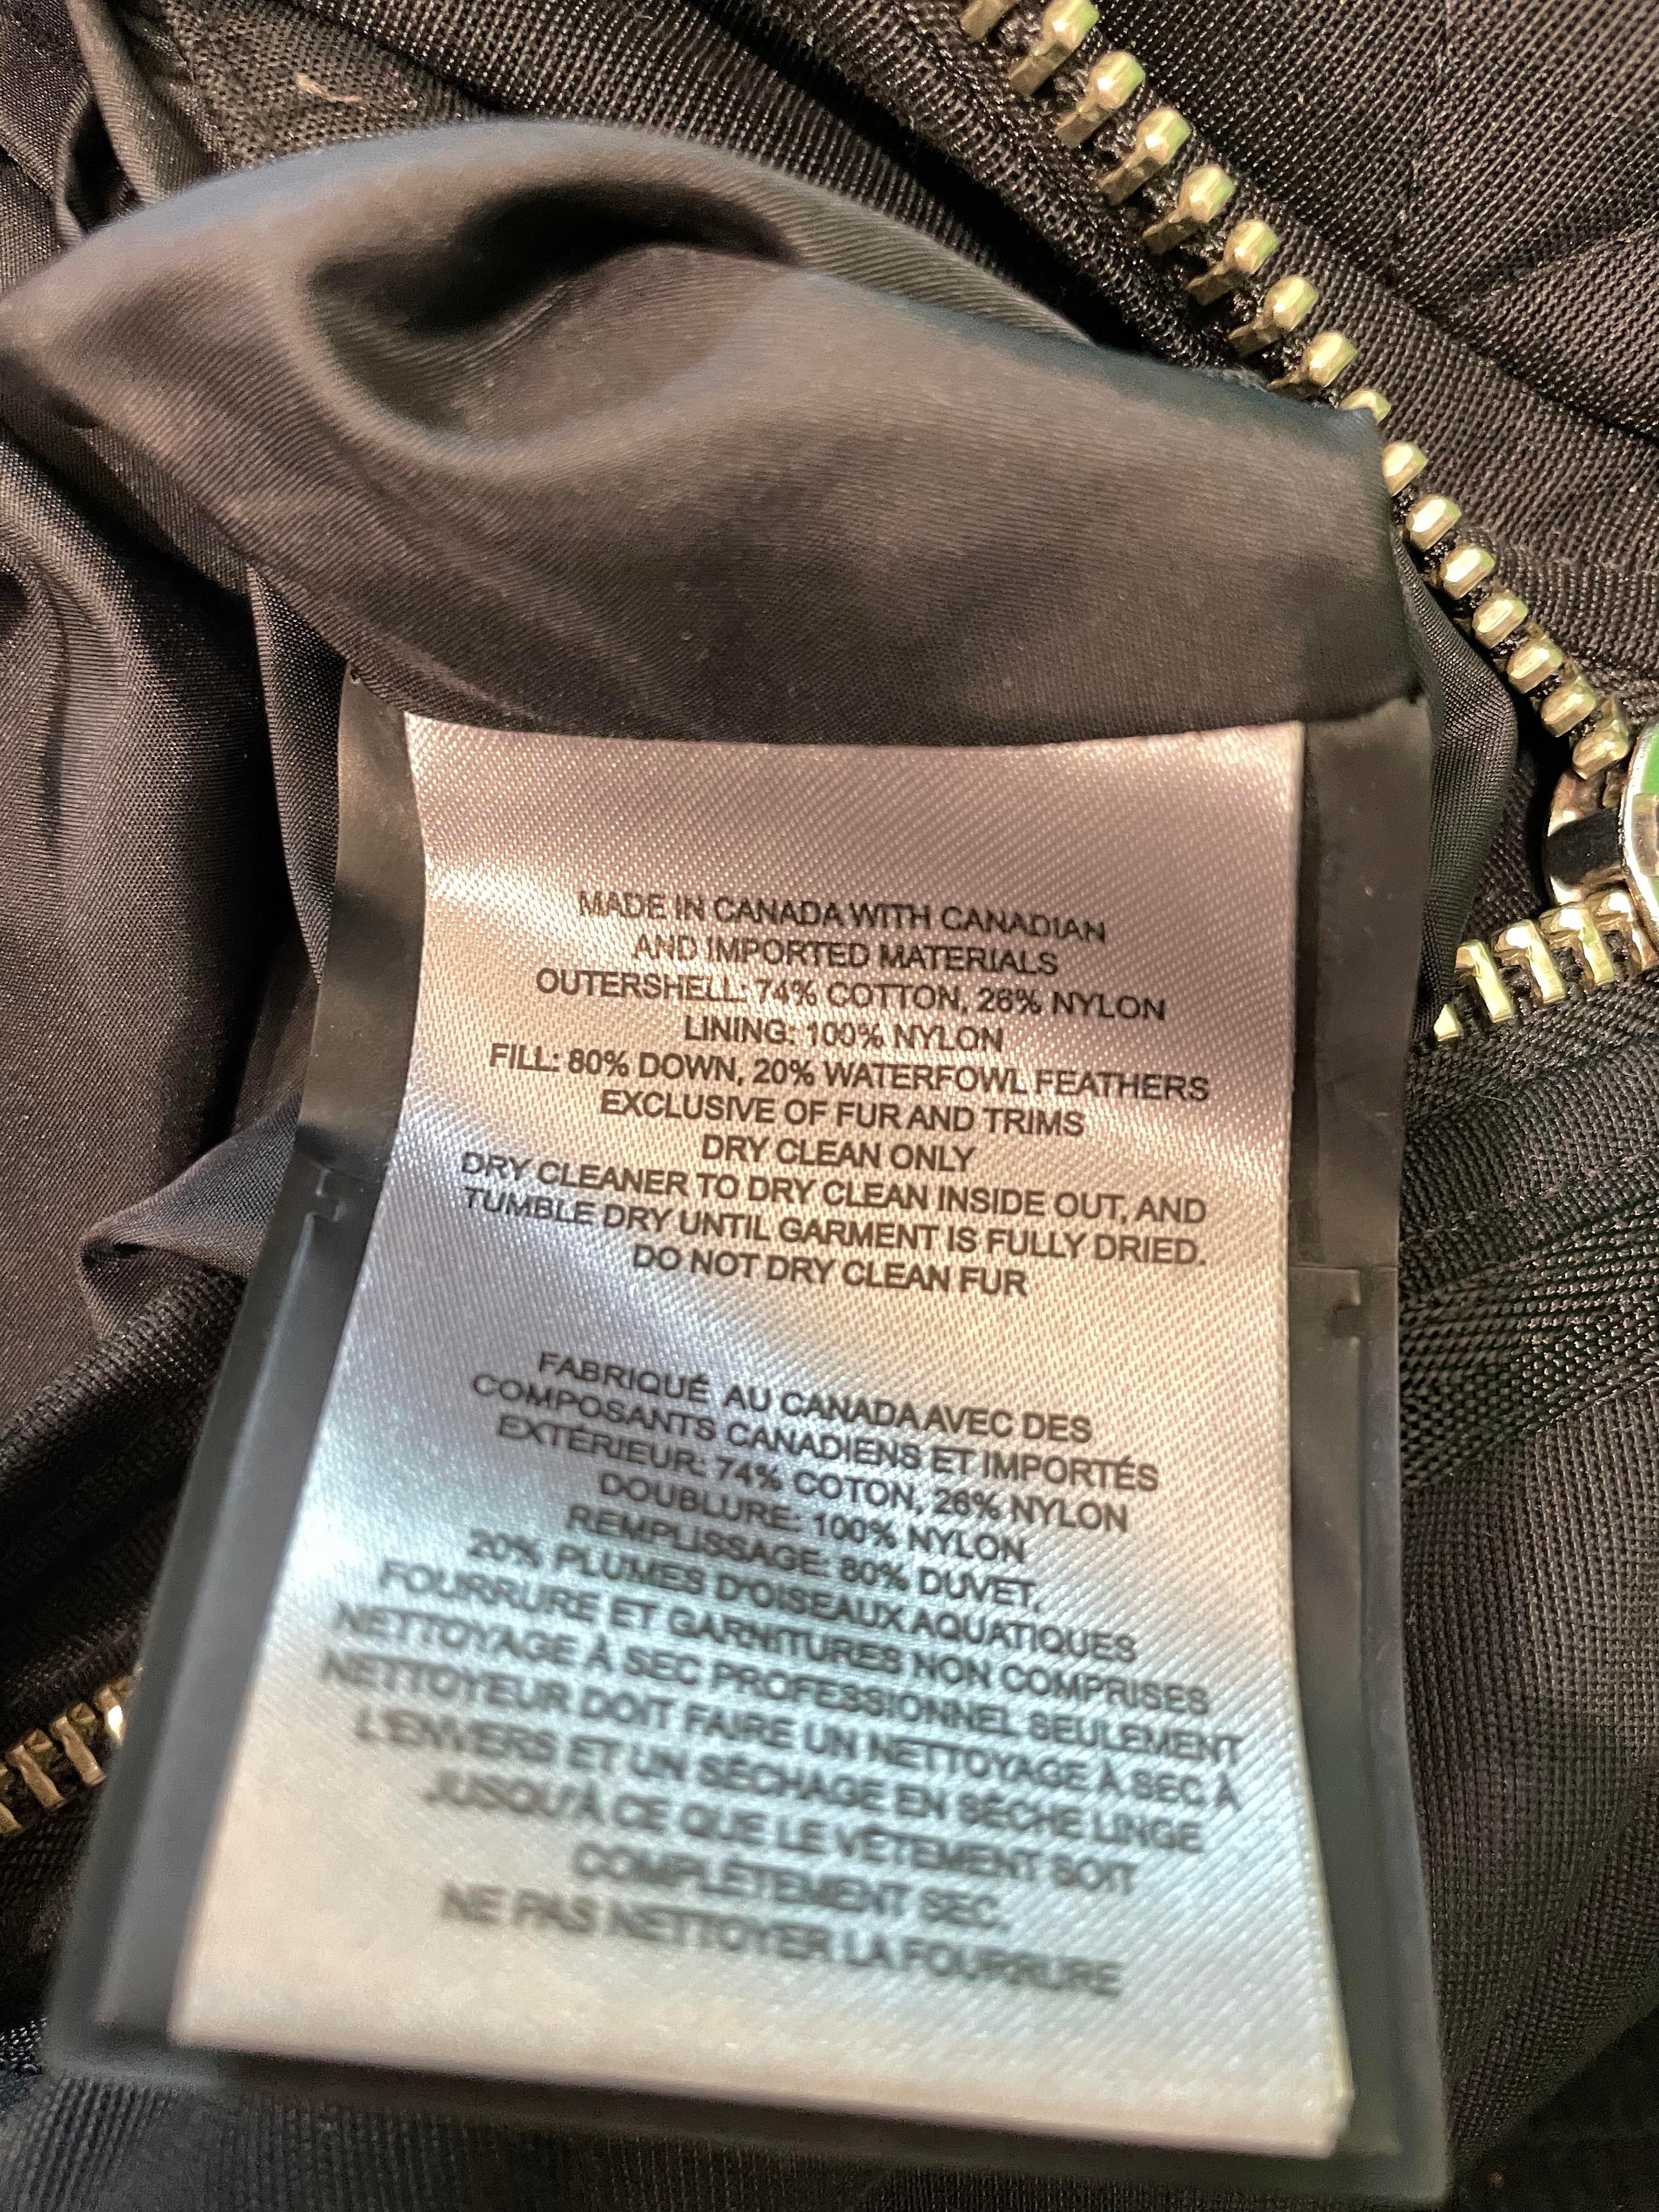 MADE IN CANADA WITH CANADIAN
AND IMPORTED MATERIALS
OUTERSHELL: 74% COTTON, 26% NYLON
LINING: 100% NYLON
FILL: 80% DOWN, 20% WATERFOWL FEATHERS
EXCLUSIVE OF FUR AND TRIMS
DRY CLEAN ONLY
DRY CLEANER TO DRY CLEAN INSIDE OUT, AND
TUMBLE DRY UNTIL GARMENT IS FULLY DRIED.
DO NOT DRY CLEAN FUR
FABRIQUÉ AU CANADA AVEC DES
COMPOSANTS CANADIENS ET IMPORTÉS
EXTÉRIEUR: 74% COTON, 26% NYLON
DOUBLURE: 100% NYLON
REMPLISSAGE: 80% DUVET,
20% PLUMES D'OISEAUX AQUATIQUES
FOURRURE ET GARNITURES NON COMPRISES
NETTOYAGE À SEC PROFESSIONNEL SEULEMENT
NETTOYEUR DOIT FAIRE UN NETTOYAGE À SEC À
L'ENVIERS ET UN SÉCHAGE EN SÈCHE LINGE
JUSQU'À CE QUE LE VÊTEMENT SOIT
COMPLÈTEMENT SEC.
NE PAS NETTOYER LA FOURRURE